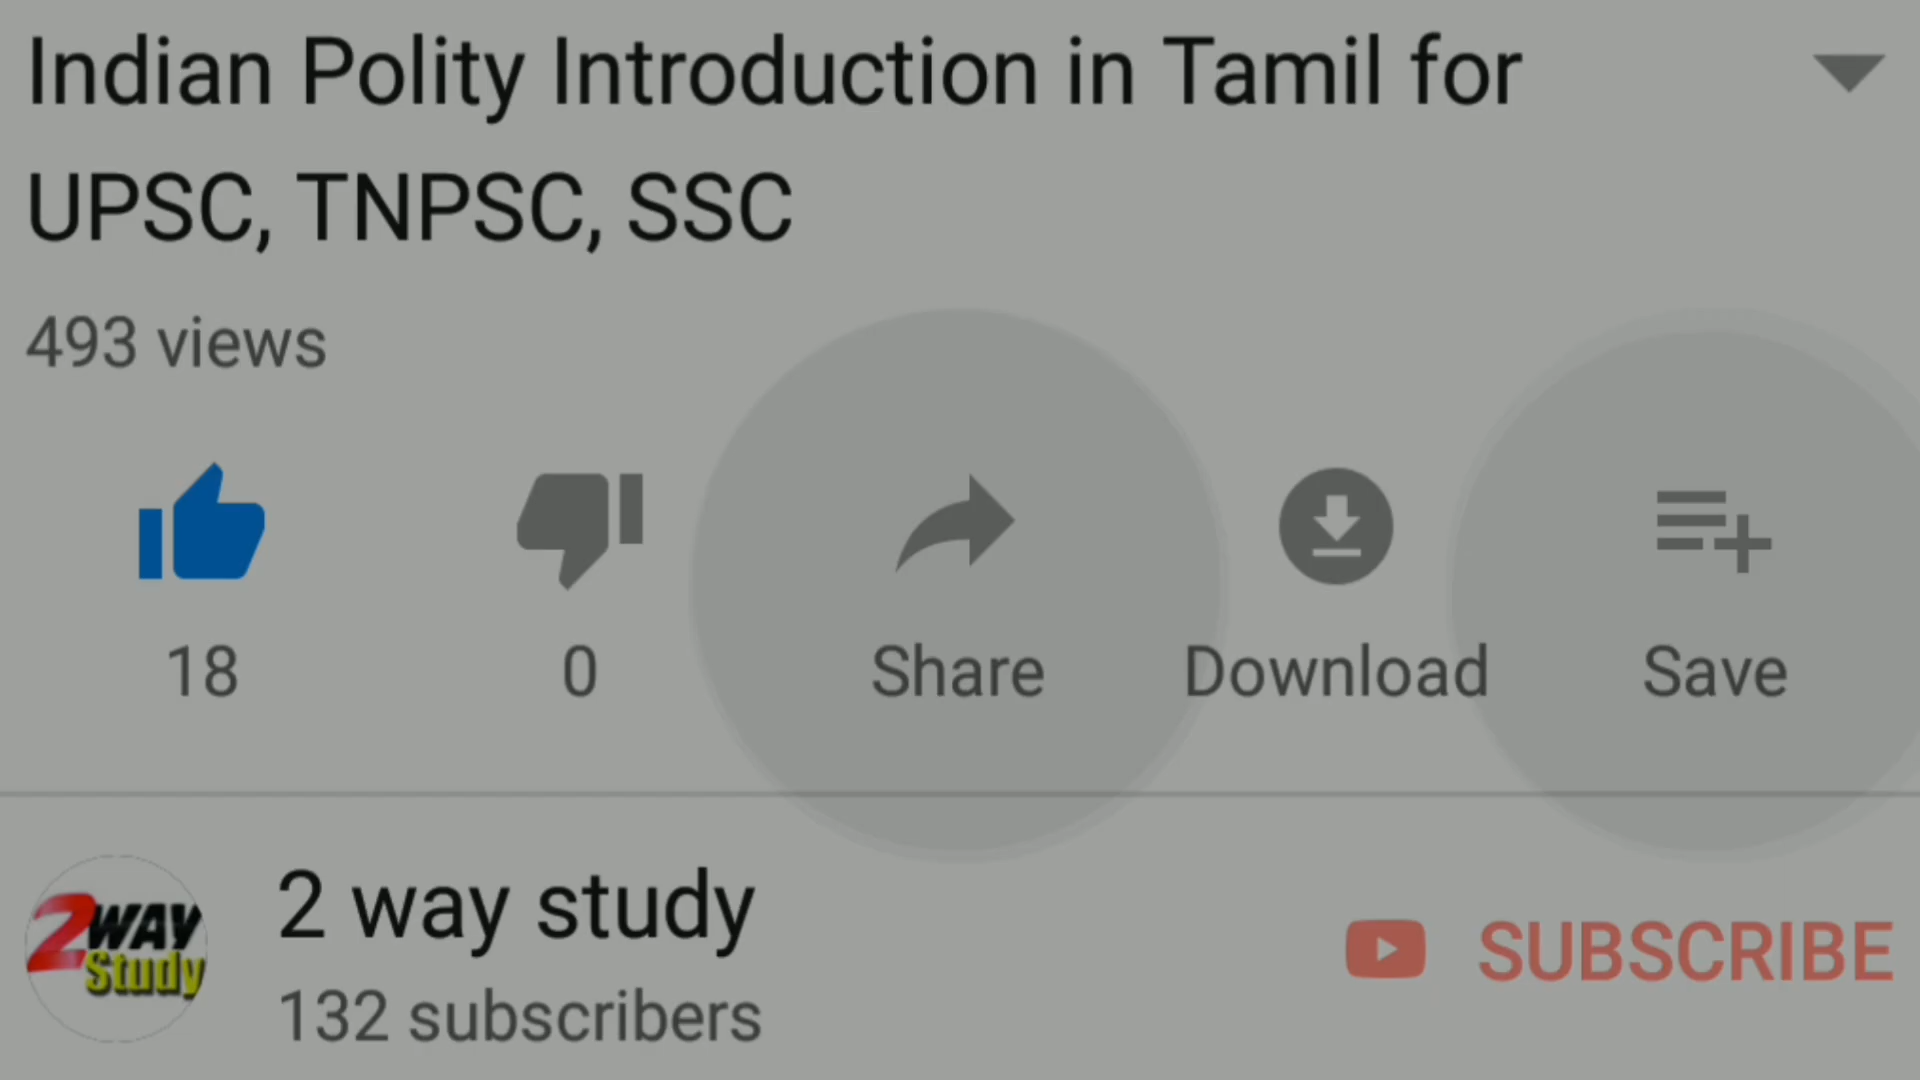 Indian Polity Introduction in Tamil for
UPSC, TNPSC, SSC
493 views
18
0
Share
Download
Save
2WAY
Study
2 way study
SUBSCRIBE
132 subscribers